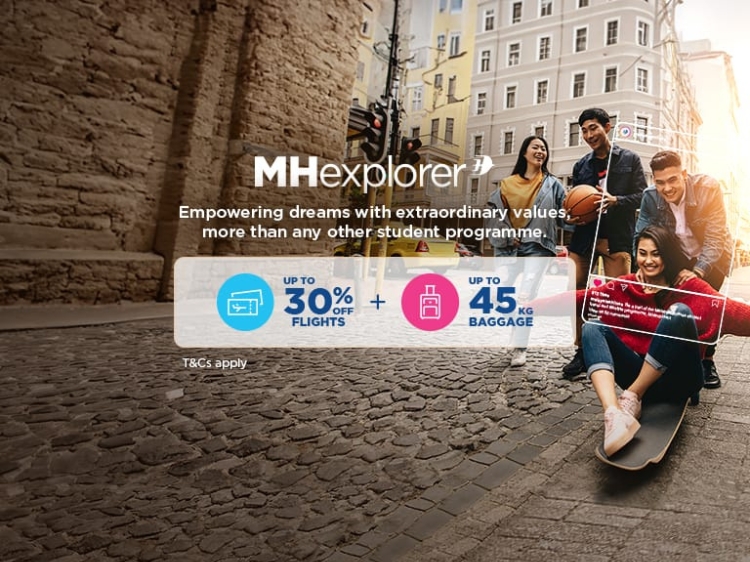 MHexplorer
Empowering dreams with extraordinary values,
more than any other student programme.
UP TO
30% OFF
FLIGHTS
+
UP TO
45 KG
BAGGAGE
T&Cs apply